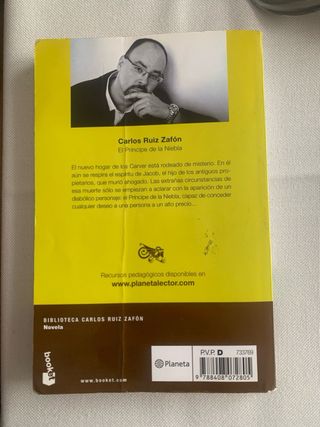 Carlos Ruiz Zafón
El Príncipe de la Niebla
El nuevo hogar de los Carver está rodeado de misterio. En él
aún se respira el espíritu de Jacob, el hijo de los antiguos pro-
pietarios, que murió ahogado. Las extrañas circunstancias de
esa muerte sólo se empiezan a aclarar con la aparición de un
diabólico personaje: el Príncipe de la Niebla, capaz de conceder
cualquier deseo a una persona a un alto precio...
Recursos pedagógicos disponibles en
www.planetalector.com
BIBLIOTECA CARLOS RUIZ ZAFÓN
Novela
booket
www.booket.com
Planeta
P.V.P. D 733769
9 788408 072805